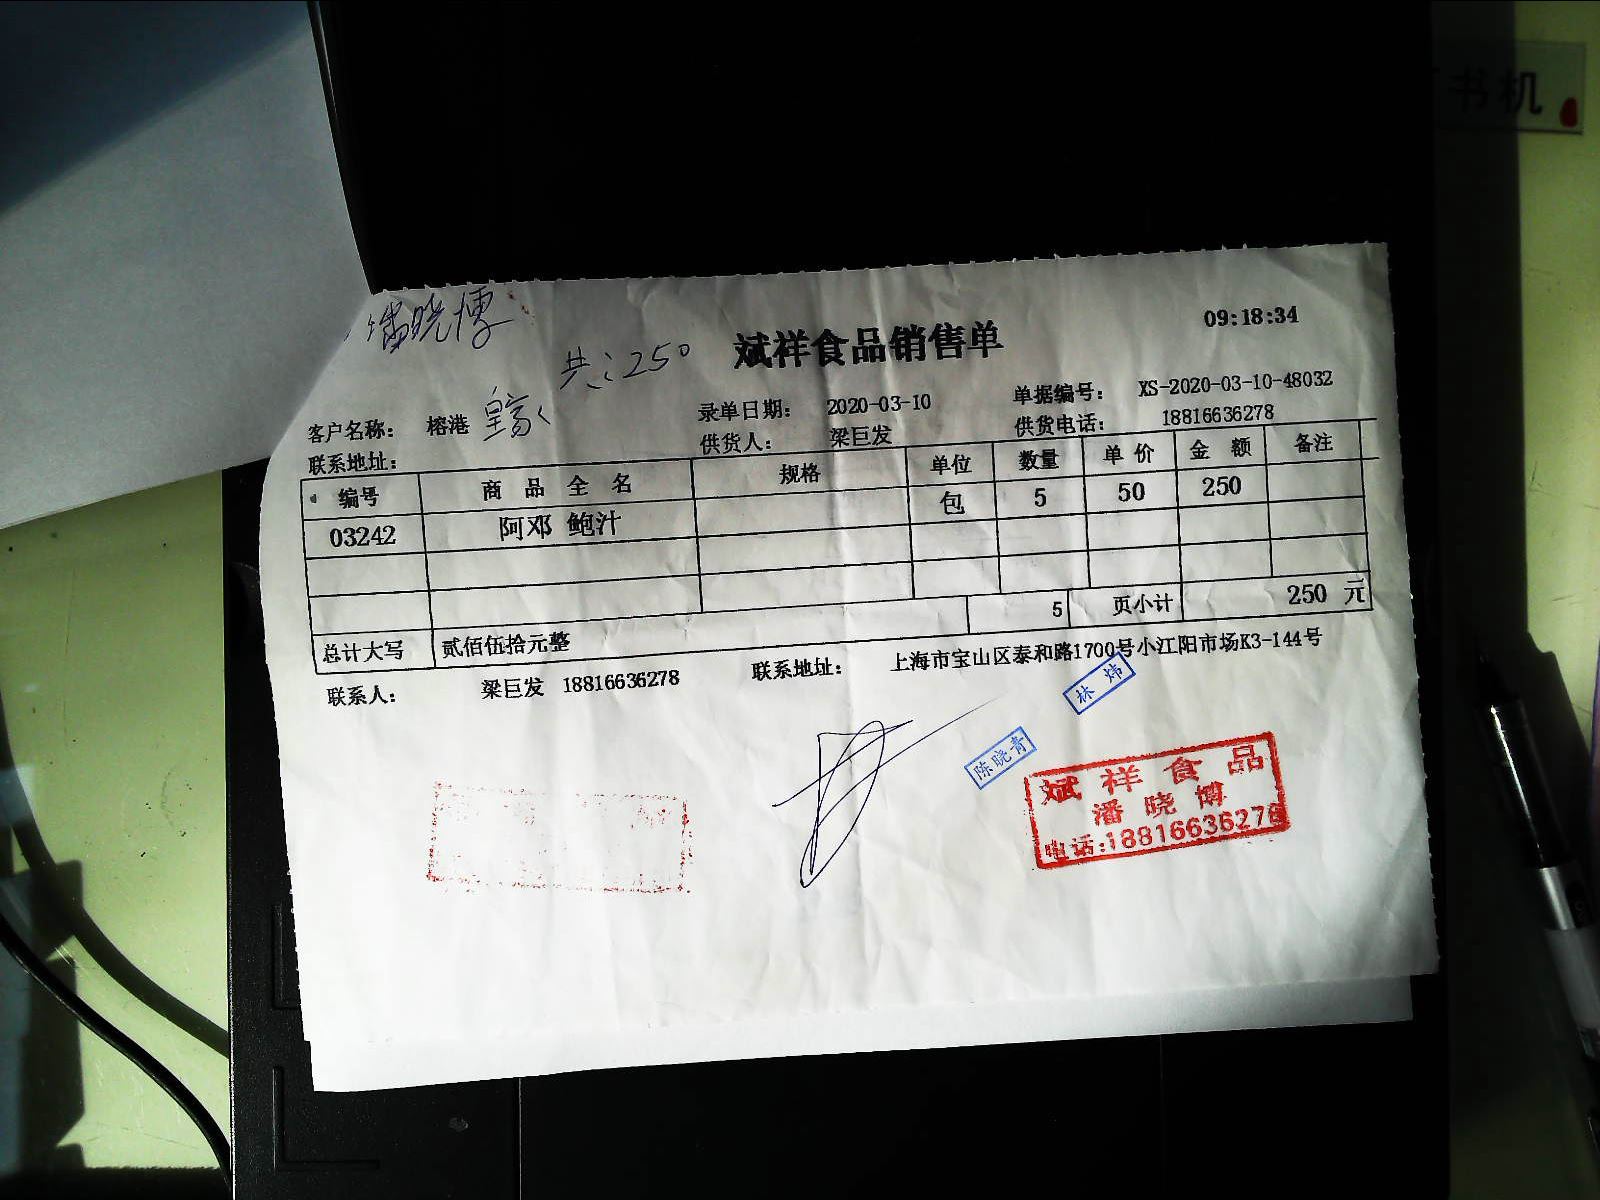 书机
潘晓博
共:250
斌祥食品销售单
09:18:34
客户名称: 榕港
录单日期: 2020-03-10
单据编号: XS-2020-03-10-48032
联系地址:
供货人: 梁巨发
供货电话: 18816636278
编号 商品全名 规格 单位 数量 单价 金额 备注
03242 阿邓 鲍汁 包 5 50 250
5 页小计 250 元
总计大写 贰佰伍拾元整
联系人: 梁巨发 18816636278 联系地址: 上海市宝山区泰和路1700号小江阳市场K3-144号
林炜
陈晓青
斌祥食品
潘晓博
电话:18816636278